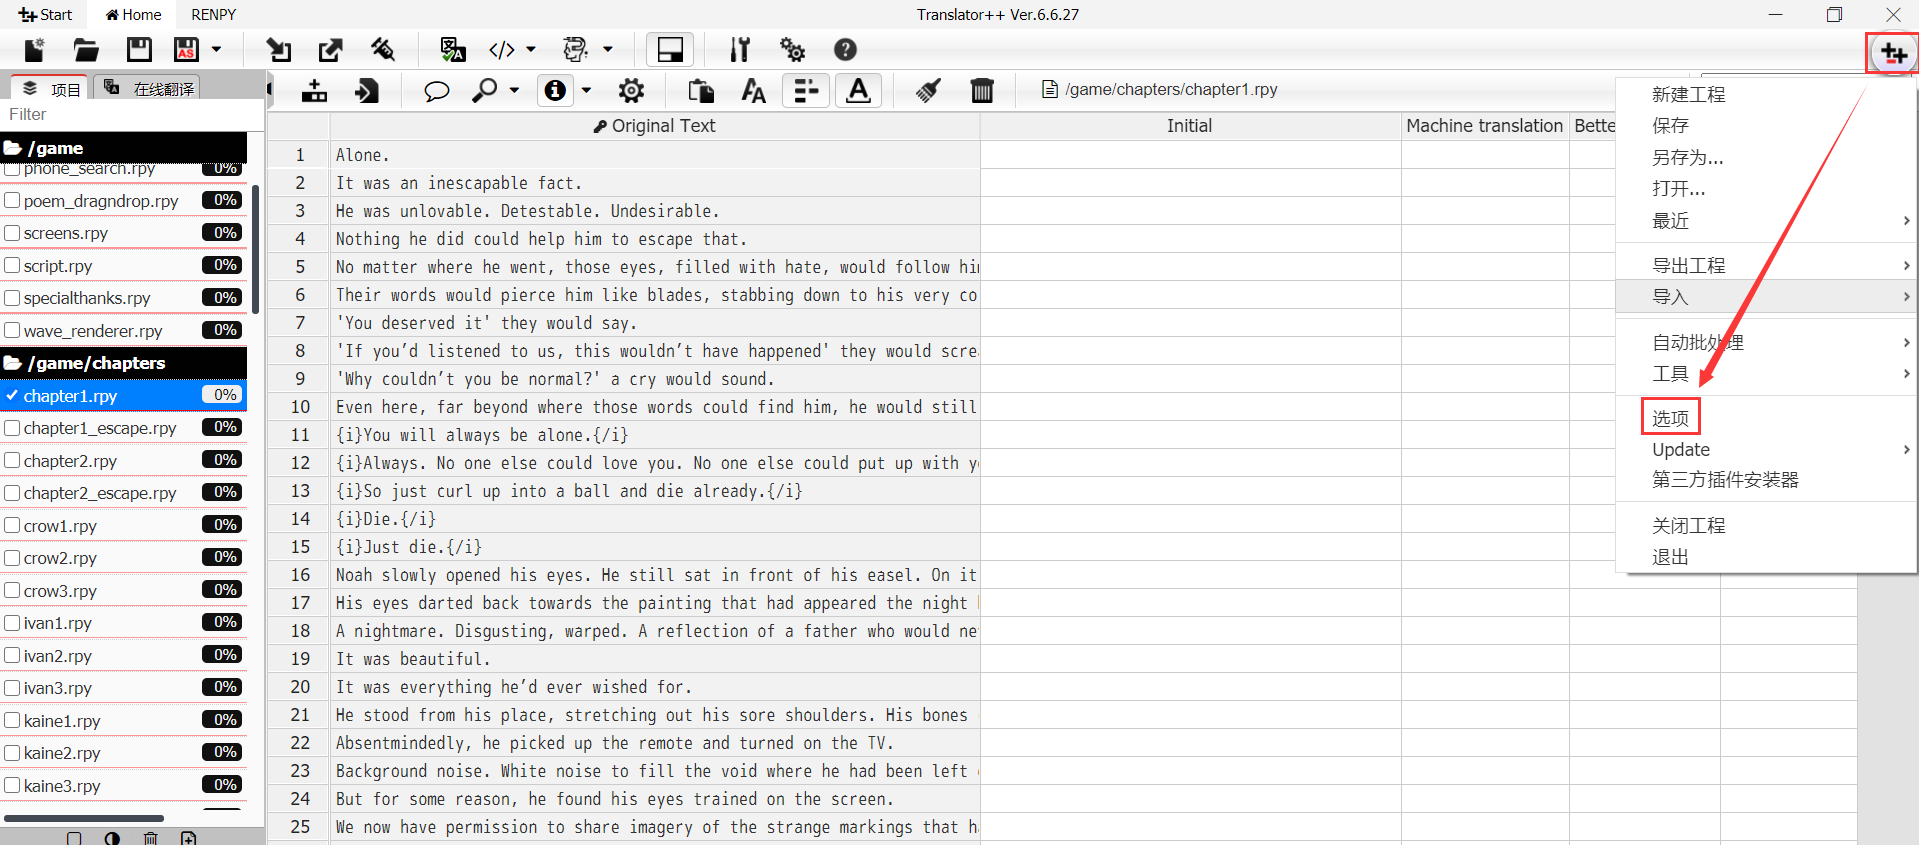 Start
Home
RENPY
Translator++ Ver.6.6.27
AS
项目
在线翻译
/game/chapters/chapter1.rpy
Filter
/game
phone_search.rpy 0%
poem_dragndrop.rpy 0%
screens.rpy 0%
script.rpy 0%
specialthanks.rpy 0%
wave_renderer.rpy 0%
/game/chapters
chapter1.rpy 0%
chapter1_escape.rpy 0%
chapter2.rpy 0%
chapter2_escape.rpy 0%
crow1.rpy 0%
crow2.rpy 0%
crow3.rpy 0%
ivan1.rpy 0%
ivan2.rpy 0%
ivan3.rpy 0%
kaine1.rpy 0%
kaine2.rpy 0%
kaine3.rpy 0%
Original Text Initial Machine translation Bette
1 Alone.
2 It was an inescapable fact.
3 He was unlovable. Detestable. Undesirable.
4 Nothing he did could help him to escape that.
5 No matter where he went, those eyes, filled with hate, would follow him
6 Their words would pierce him like blades, stabbing down to his very co
7 'You deserved it' they would say.
8 'If you’d listened to us, this wouldn’t have happened' they would screa
9 'Why couldn’t you be normal?' a cry would sound.
10 Even here, far beyond where those words could find him, he would still
11 {i}You will always be alone.{/i}
12 {i}Always. No one else could love you. No one else could put up with y
13 {i}So just curl up into a ball and die already.{/i}
14 {i}Die.{/i}
15 {i}Just die.{/i}
16 Noah slowly opened his eyes. He still sat in front of his easel. On it
17 His eyes darted back towards the painting that had appeared the night
18 A nightmare. Disgusting, warped. A reflection of a father who would ne
19 It was beautiful.
20 It was everything he’d ever wished for.
21 He stood from his place, stretching out his sore shoulders. His bones
22 Absentmindedly, he picked up the remote and turned on the TV.
23 Background noise. White noise to fill the void where he had been left
24 But for some reason, he found his eyes trained on the screen.
25 We now have permission to share imagery of the strange markings that h
新建工程
保存
另存为...
打开...
最近
导出工程
导入
自动批处理
工具
选项
Update
第三方插件安装器
关闭工程
退出